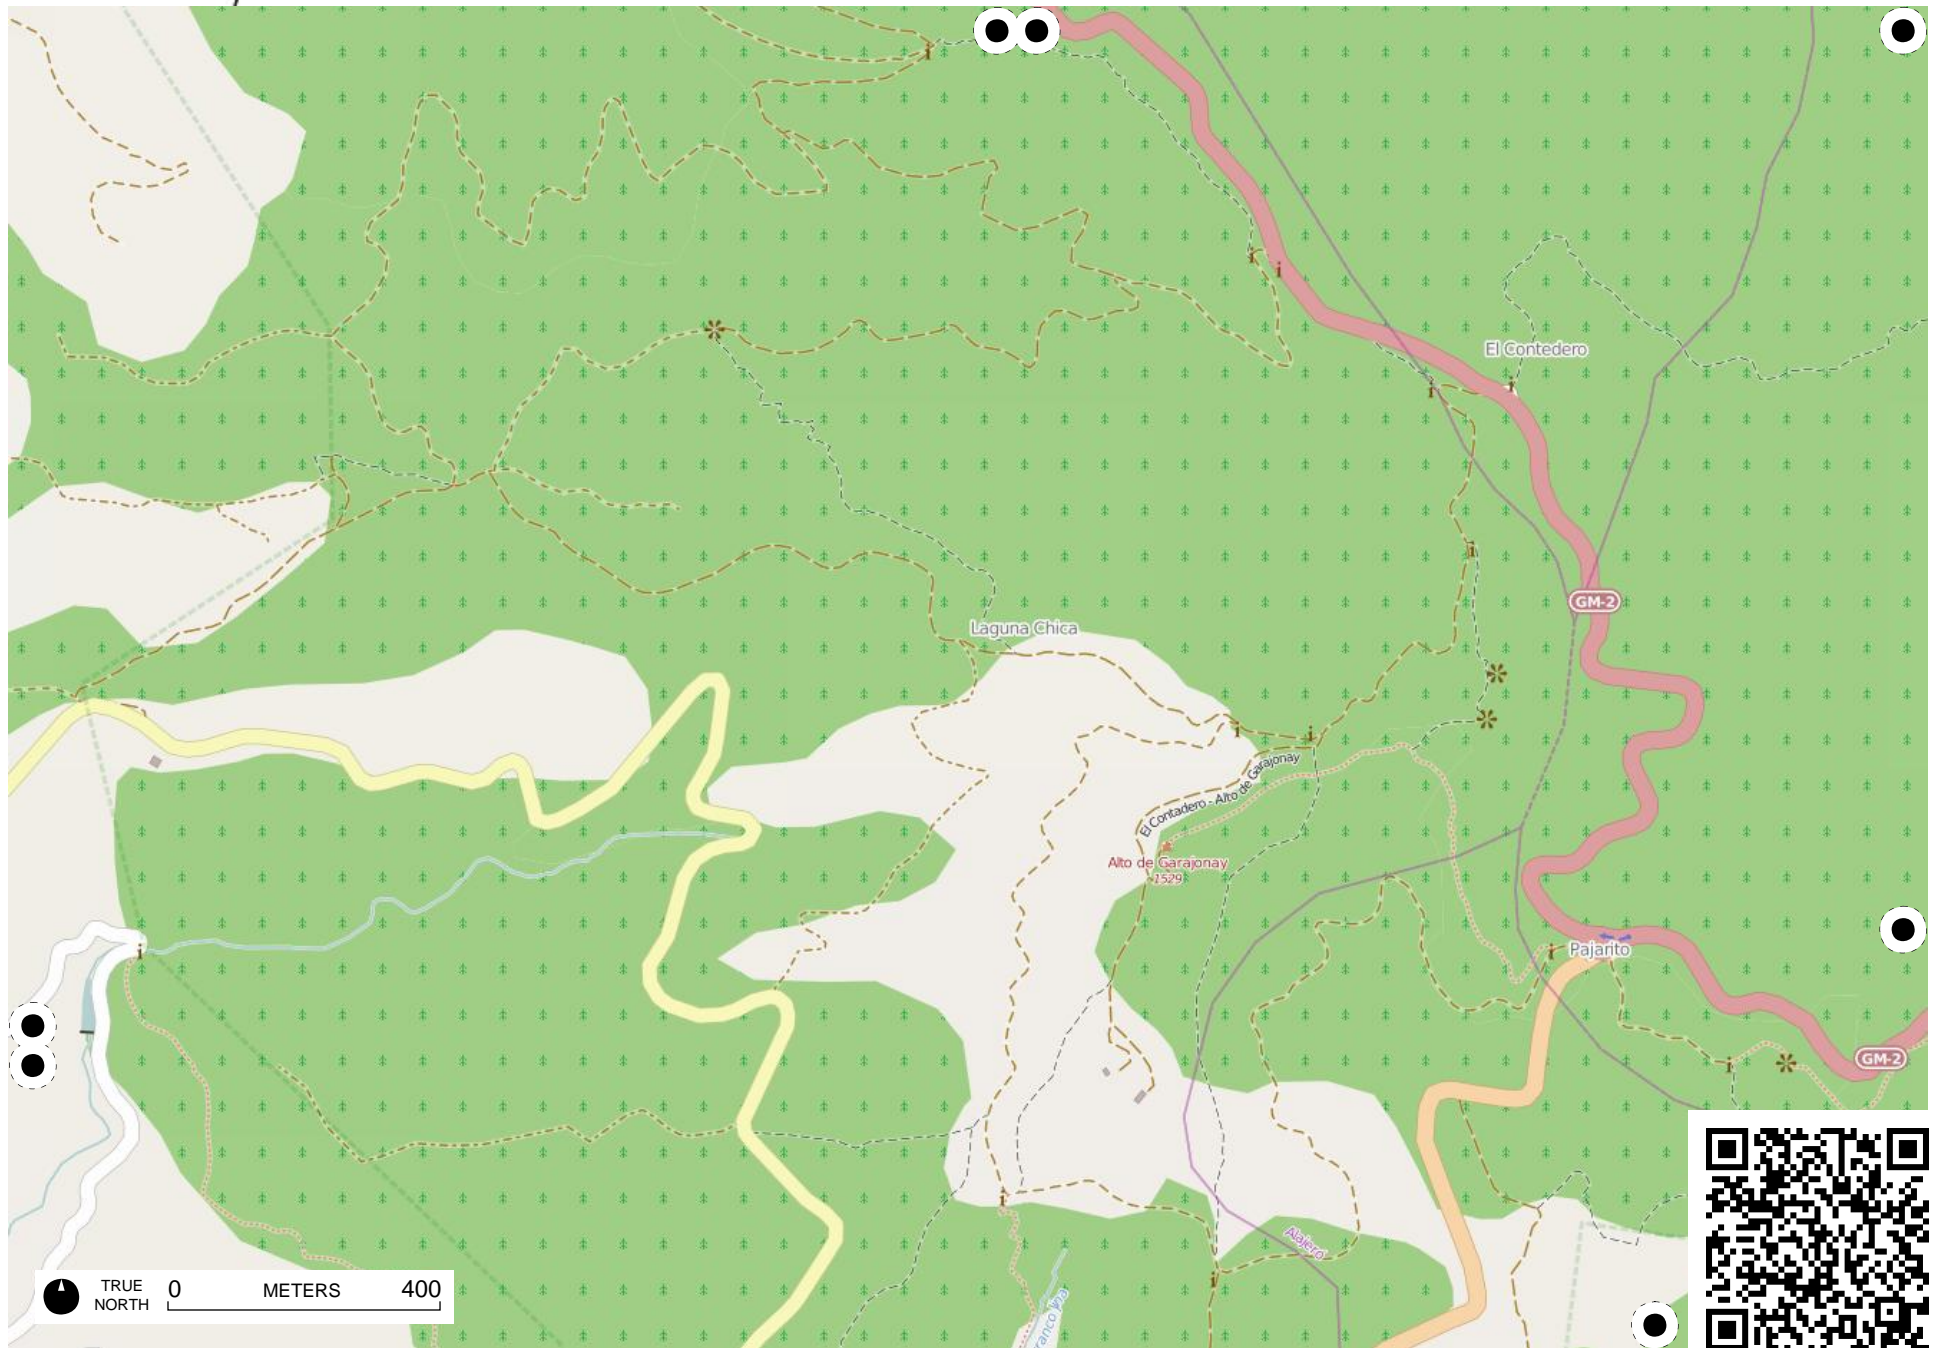 El Contedero
GM-2
Laguna Chica
El Contadero - Alto de Garajonay
Alto de Garajonay
1529
Pajarito
GM-2
Alajero
TRUE
NORTH
0 METERS 400